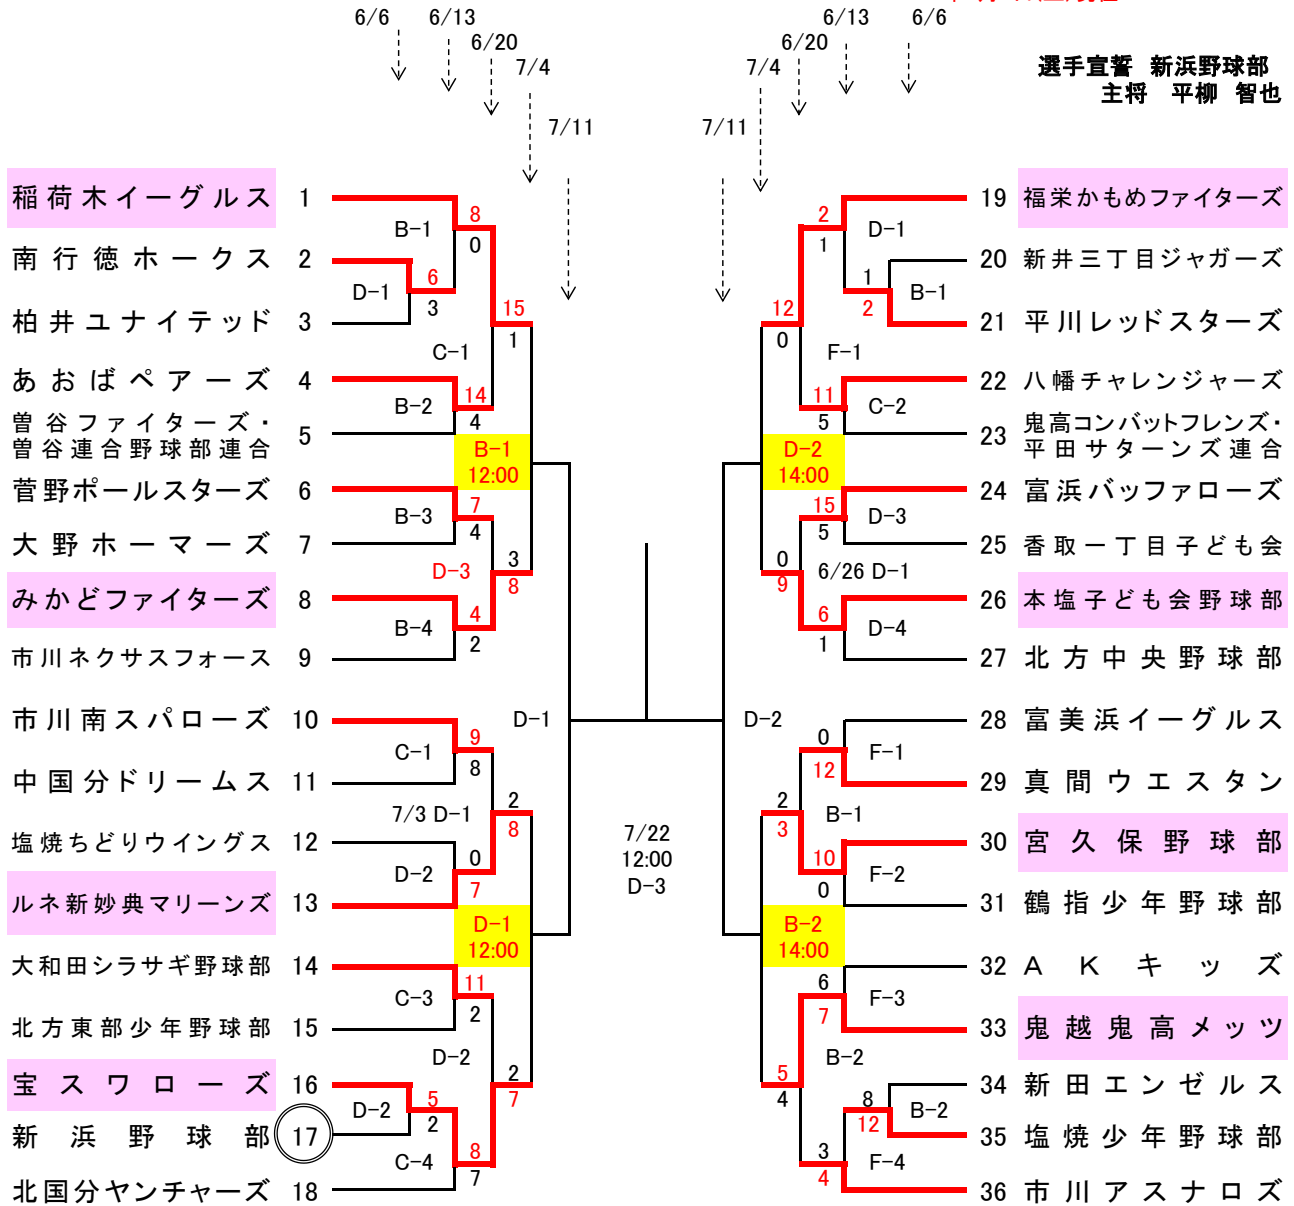 6/6 6/13 6/20 7/4 7/11
7/11 7/4 6/20 6/13 6/6
選手宣誓 新浜野球部
主将 平柳 智也
稲荷木イーグルス 1
南行徳ホークス 2
柏井ユナイテッド 3
あおばペアーズ 4
曽谷ファイターズ・
曽谷連合野球部連合 5
菅野ポールスターズ 6
大野ホーマーズ 7
みかどファイターズ 8
市川ネクサスフォース 9
市川南スパローズ 10
中国分ドリームス 11
塩焼ちどりウイングス 12
ルネ新妙典マリーンズ 13
大和田シラサギ野球部 14
北方東部少年野球部 15
宝スワローズ 16
新浜野球部 17
北国分ヤンチャーズ 18
B-1 8 0
D-1 6 3
15 1
C-1
B-2 14 4
B-1
12:00
B-3 7 4
D-3 3 8
B-4 4 2
D-1
C-1 9 8
7/3 D-1 2 8
D-2 0 7
D-1
12:00
C-3 11 2
D-2 2 7
D-2 5 2
C-4 8 7
7/22
12:00
D-3
2 1 D-1
1 2 B-1
12 0
F-1
11 5 C-2
D-2
14:00
15 5 D-3
0 9 6/26 D-1
6 1 D-4
D-2
0 12 F-1
2 3 B-1
10 0 F-2
B-2
14:00
6 7 F-3
5 4 B-2
8 12 B-2
3 4 F-4
19 福栄かもめファイターズ
20 新井三丁目ジャガーズ
21 平川レッドスターズ
22 八幡チャレンジャーズ
23 鬼高コンバットフレンズ・
平田サターンズ連合
24 富浜バッファローズ
25 香取一丁目子ども会
26 本塩子ども会野球部
27 北方中央野球部
28 富美浜イーグルス
29 真間ウエスタン
30 宮久保野球部
31 鶴指少年野球部
32 AKキッズ
33 鬼越鬼高メッツ
34 新田エンゼルス
35 塩焼少年野球部
36 市川アスナロズ